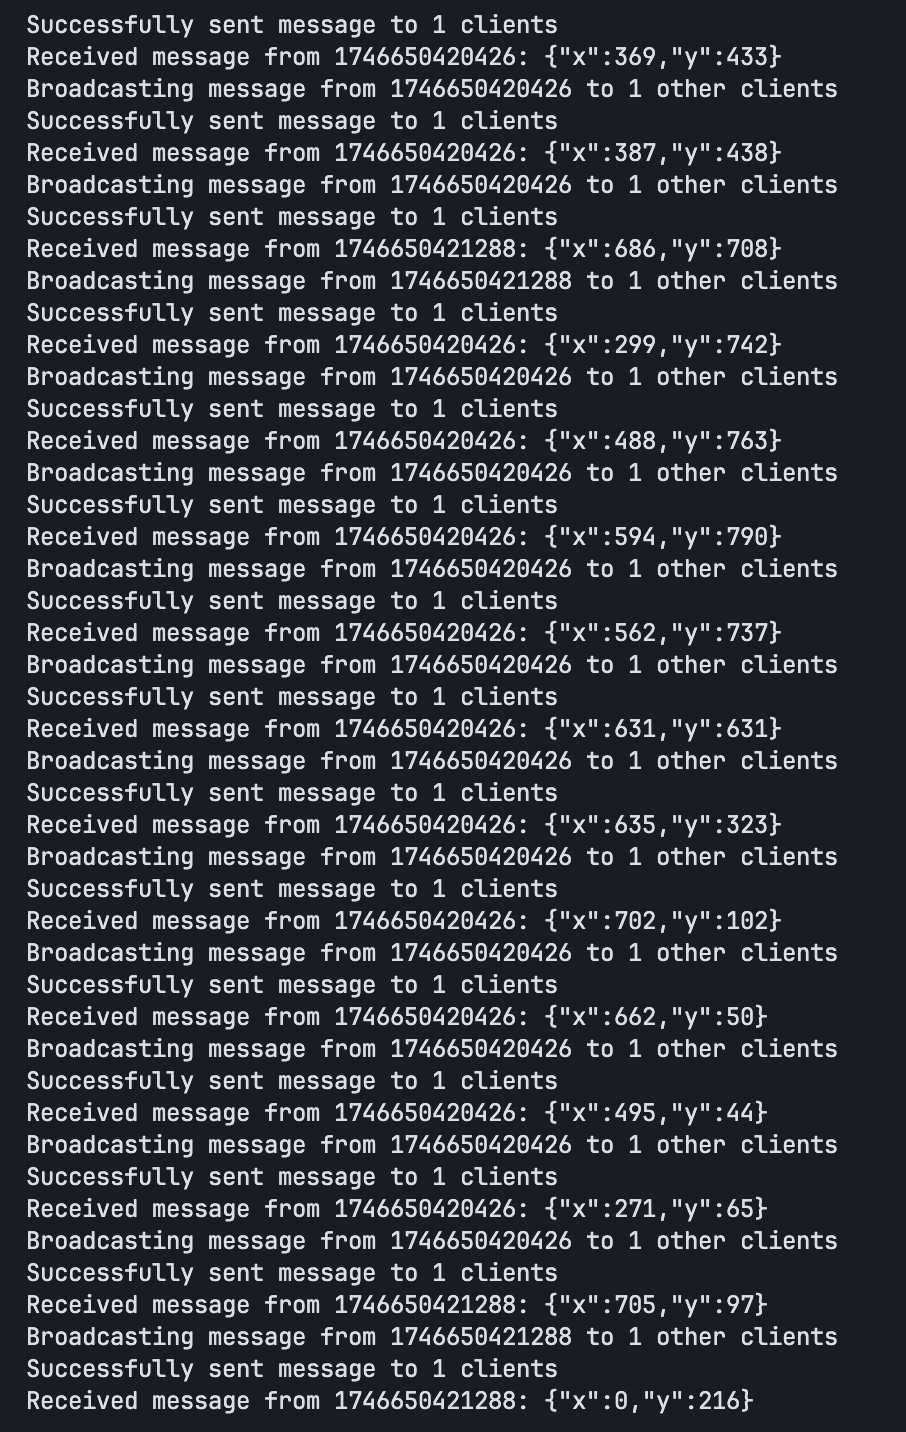 Successfully sent message to 1 clients
Received message from 1746650420426: {"x":369,"y":433}
Broadcasting message from 1746650420426 to 1 other clients
Successfully sent message to 1 clients
Received message from 1746650420426: {"x":387,"y":438}
Broadcasting message from 1746650420426 to 1 other clients
Successfully sent message to 1 clients
Received message from 1746650421288: {"x":686,"y":708}
Broadcasting message from 1746650421288 to 1 other clients
Successfully sent message to 1 clients
Received message from 1746650420426: {"x":299,"y":742}
Broadcasting message from 1746650420426 to 1 other clients
Successfully sent message to 1 clients
Received message from 1746650420426: {"x":488,"y":763}
Broadcasting message from 1746650420426 to 1 other clients
Successfully sent message to 1 clients
Received message from 1746650420426: {"x":594,"y":790}
Broadcasting message from 1746650420426 to 1 other clients
Successfully sent message to 1 clients
Received message from 1746650420426: {"x":562,"y":737}
Broadcasting message from 1746650420426 to 1 other clients
Successfully sent message to 1 clients
Received message from 1746650420426: {"x":631,"y":631}
Broadcasting message from 1746650420426 to 1 other clients
Successfully sent message to 1 clients
Received message from 1746650420426: {"x":635,"y":323}
Broadcasting message from 1746650420426 to 1 other clients
Successfully sent message to 1 clients
Received message from 1746650420426: {"x":702,"y":102}
Broadcasting message from 1746650420426 to 1 other clients
Successfully sent message to 1 clients
Received message from 1746650420426: {"x":662,"y":50}
Broadcasting message from 1746650420426 to 1 other clients
Successfully sent message to 1 clients
Received message from 1746650420426: {"x":495,"y":44}
Broadcasting message from 1746650420426 to 1 other clients
Successfully sent message to 1 clients
Received message from 1746650420426: {"x":271,"y":65}
Broadcasting message from 1746650420426 to 1 other clients
Successfully sent message to 1 clients
Received message from 1746650421288: {"x":705,"y":97}
Broadcasting message from 1746650421288 to 1 other clients
Successfully sent message to 1 clients
Received message from 1746650421288: {"x":0,"y":216}